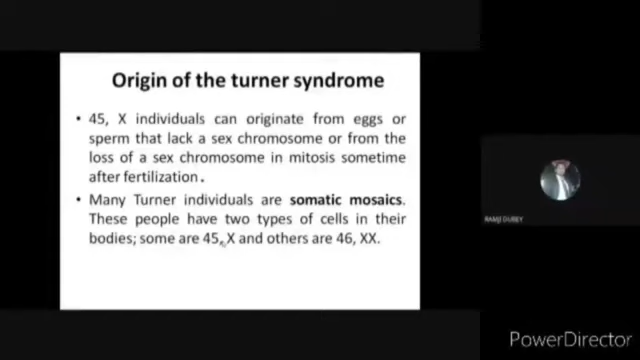 Origin of the turner syndrome
• 45, X individuals can originate from eggs or
sperm that lack a sex chromosome or from the
loss of a sex chromosome in mitosis sometime
after fertilization.
• Many Turner individuals are somatic mosaics.
These people have two types of cells in their
bodies; some are 45, X and others are 46, XX.
RAMJI DUBEY
PowerDirector